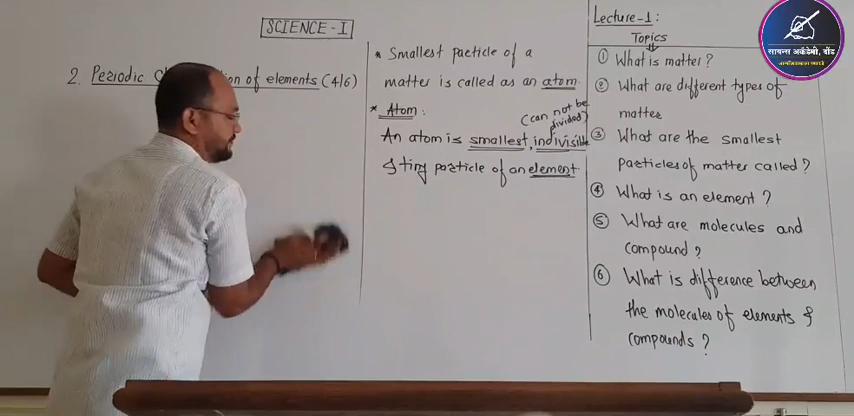 SCIENCE - I
2. Periodic of elements (4/6)
* Smallest particle of a
matter is called as an atom.
* Atom :
(can not be
divided)
An atom is smallest, indivisible
& tiny particle of an element
Lecture-1:
Topics
① What is matter?
② What are different types of
matter
③ What are the smallest
particles of matter called?
④ What is an element?
⑤ What are molecules and
compound?
⑥ What is difference between
the molecules of elements &
compounds?
सायन्स अकॅडेमी, बोंड